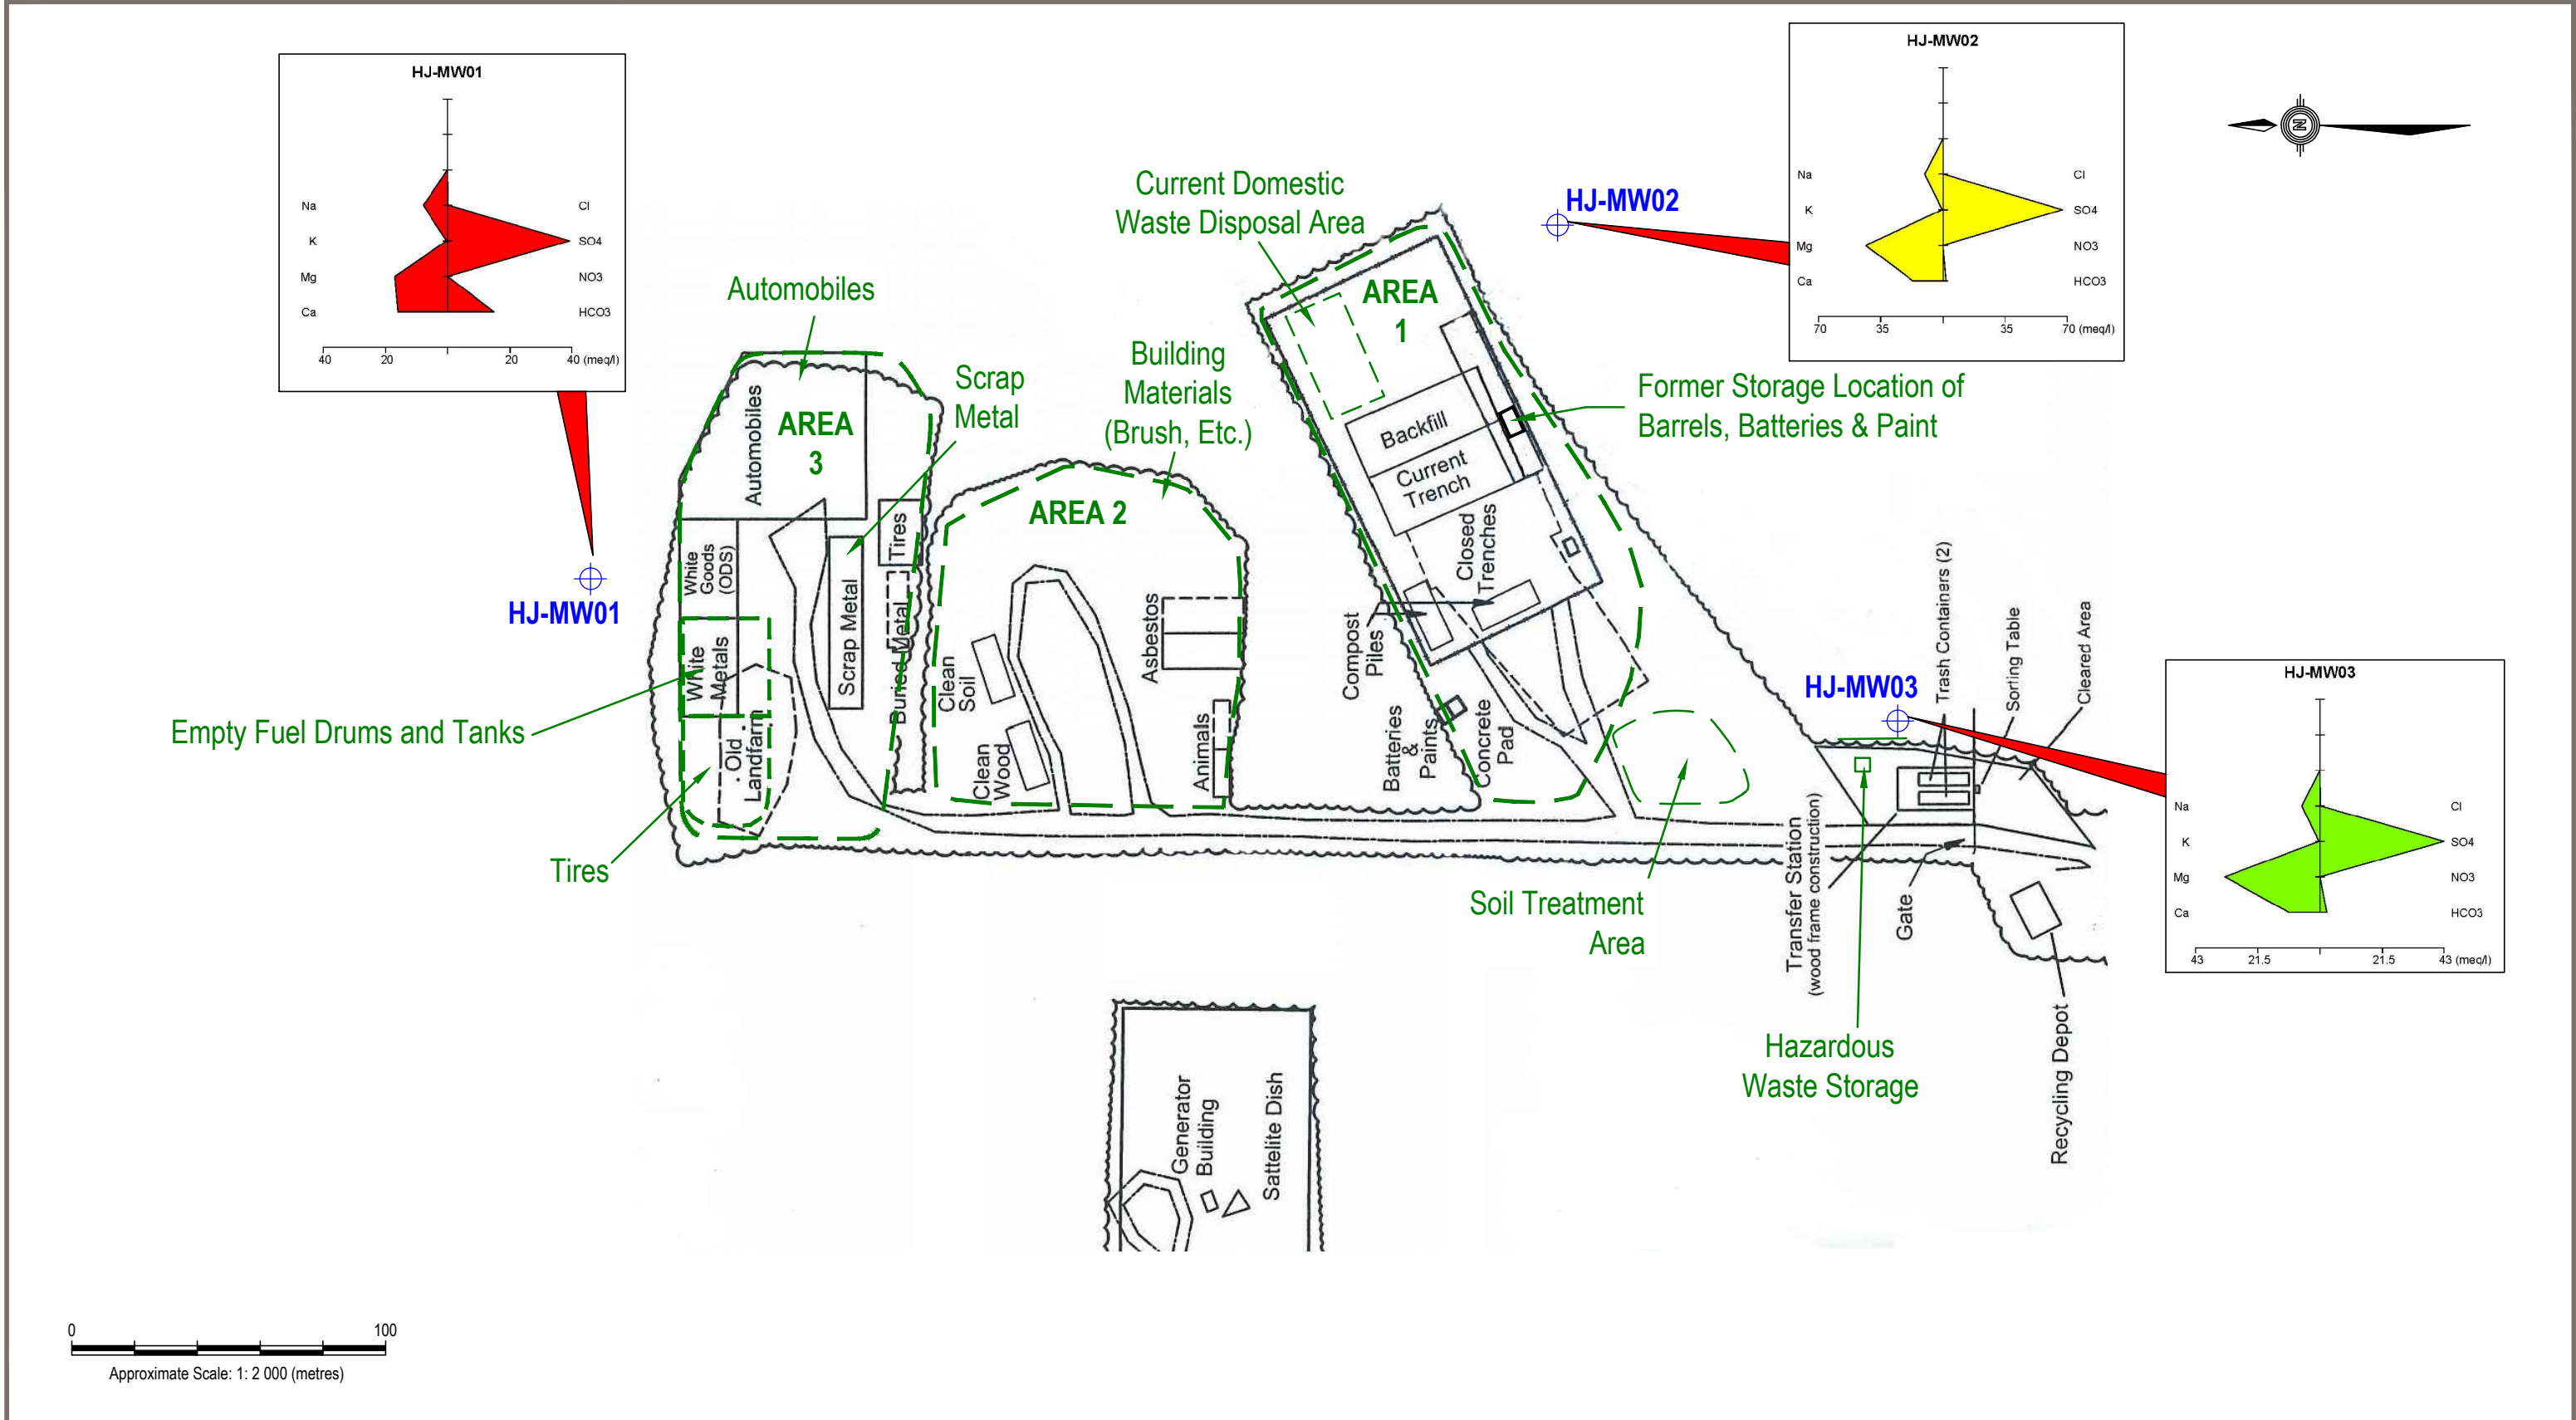 HJ-MW01
Na
Cl
K
SO4
Mg
NO3
Ca
HCO3
40
20
20
40 (meq/l)
HJ-MW02
Na
Cl
K
SO4
Mg
NO3
Ca
HCO3
70
35
35
70 (meq/l)
N
Current Domestic
Waste Disposal Area
HJ-MW02
Automobiles
AREA
1
Building
Materials
(Brush, Etc.)
Scrap
Metal
Former Storage Location of
Barrels, Batteries & Paint
Automobiles
AREA
3
Backfill
Current
Trench
AREA 2
Tires
White
Goods
(ODS)
Closed
Trenches
HJ-MW01
Scrap Metal
Buried Metal
Asbestos
Compost
Piles
Clean
Soil
White
Metals
Trash Containers (2)
Sorting Table
Cleared Area
HJ-MW03
Empty Fuel Drums and Tanks
Old
Landfarm
Clean
Wood
Animals
Batteries
&
Paints
Concrete
Pad
HJ-MW03
Na
Cl
K
SO4
Mg
NO3
Ca
HCO3
43
21.5
21.5
43 (meq/l)
Tires
Soil Treatment
Area
Transfer Station
(wood frame construction)
Gate
Hazardous
Waste Storage
Recycling Depot
Generator
Building
Sattelite Dish
0
100
Approximate Scale: 1: 2 000 (metres)